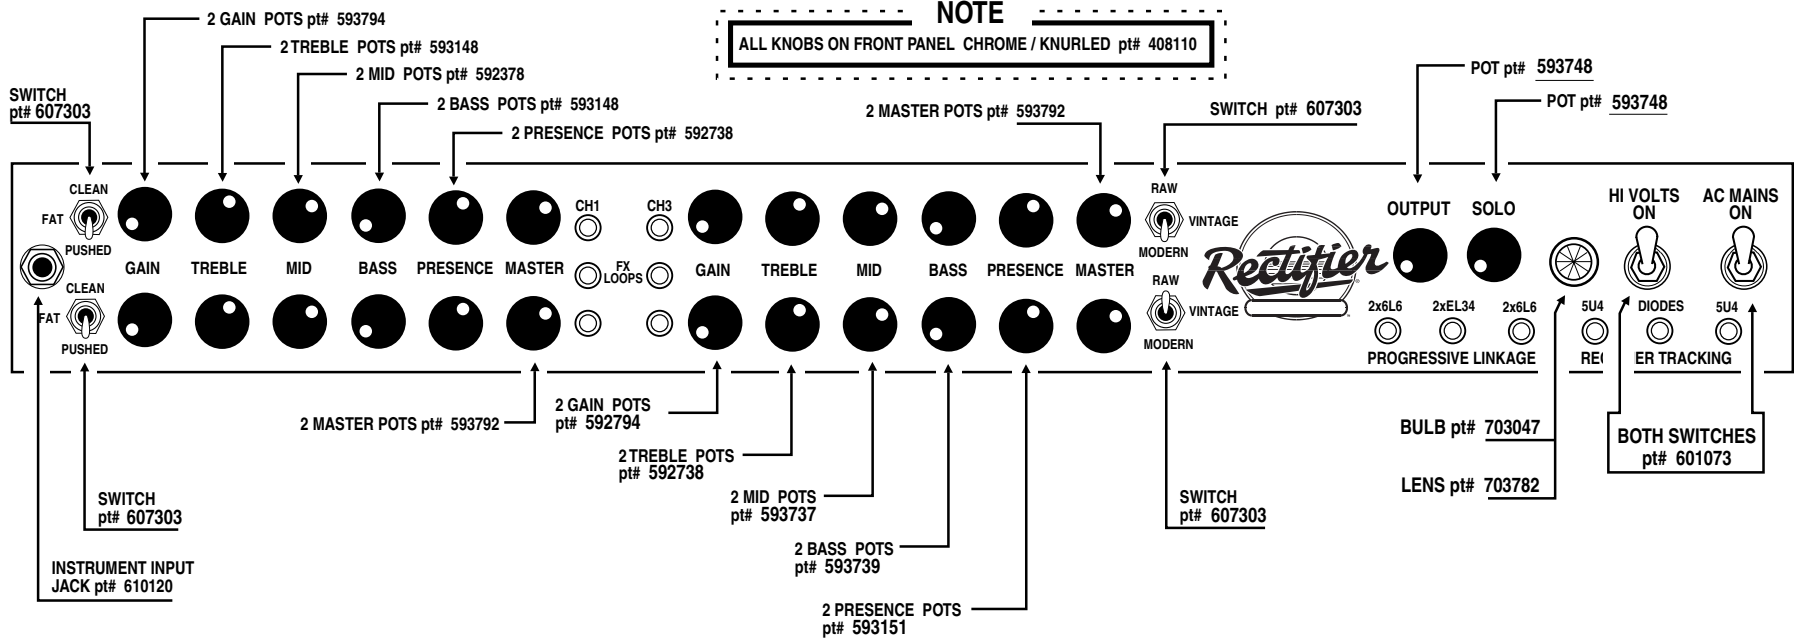 NOTE
ALL KNOBS ON FRONT PANEL CHROME / KNURLED pt# 408110
2 GAIN POTS pt# 593794
2 TREBLE POTS pt# 593148
2 MID POTS pt# 592378
2 BASS POTS pt# 593148
2 PRESENCE POTS pt# 592738
SWITCH
pt# 607303
2 MASTER POTS pt# 593792
SWITCH pt# 607303
POT pt# 593748
POT pt# 593748
CLEAN
FAT
PUSHED
CLEAN
FAT
PUSHED
GAIN
TREBLE
MID
BASS
PRESENCE
MASTER
CH1
CH3
FX
LOOPS
GAIN
TREBLE
MID
BASS
PRESENCE
MASTER
RAW
VINTAGE
MODERN
RAW
VINTAGE
MODERN
Rectifier
OUTPUT
SOLO
HI VOLTS
ON
AC MAINS
ON
2x6L6
2xEL34
2x6L6
5U4
DIODES
5U4
PROGRESSIVE LINKAGE
REC ER TRACKING
2 MASTER POTS pt# 593792
2 GAIN POTS
pt# 592794
2 TREBLE POTS
pt# 592738
2 MID POTS
pt# 593737
2 BASS POTS
pt# 593739
2 PRESENCE POTS
pt# 593151
SWITCH
pt# 607303
INSTRUMENT INPUT
JACK pt# 610120
SWITCH
pt# 607303
BULB pt# 703047
LENS pt# 703782
BOTH SWITCHES
pt# 601073